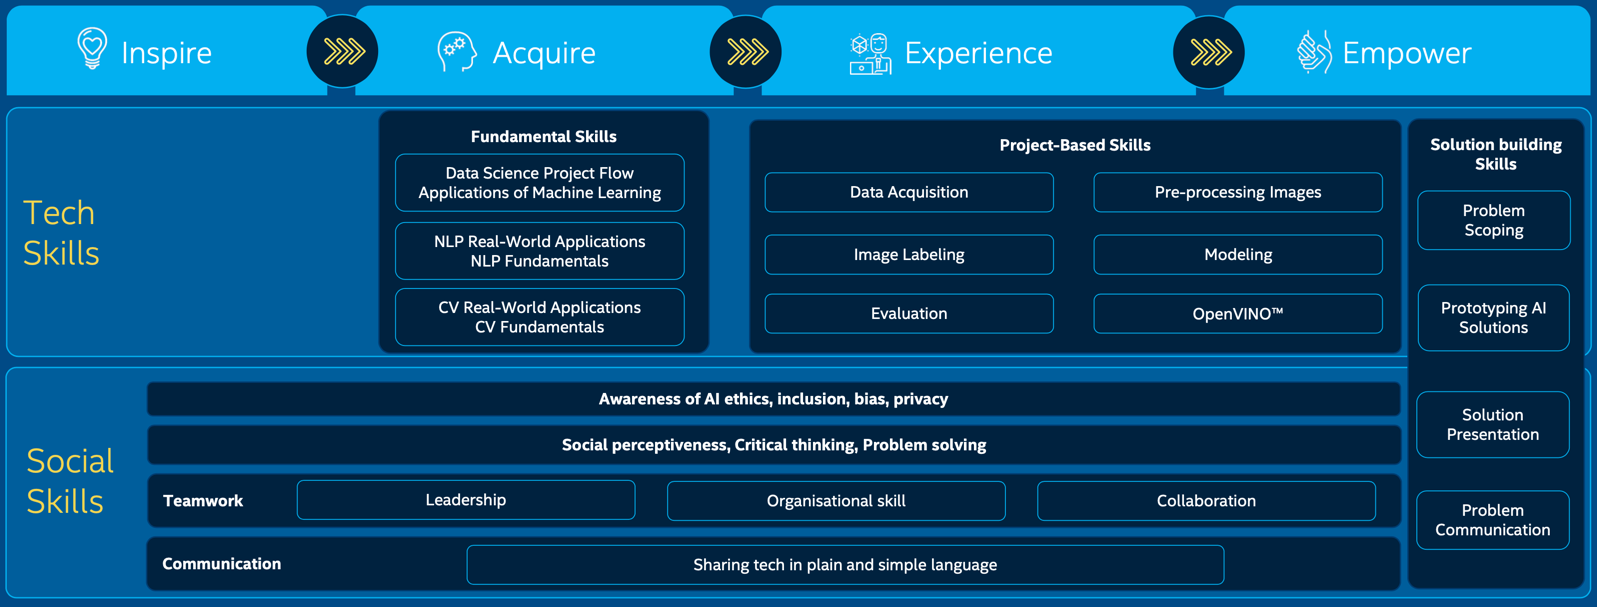 Inspire
Acquire
Experience
Empower
Tech
Skills
Fundamental Skills
Data Science Project Flow
Applications of Machine Learning
NLP Real-World Applications
NLP Fundamentals
CV Real-World Applications
CV Fundamentals
Project-Based Skills
Data Acquisition
Pre-processing Images
Image Labeling
Modeling
Evaluation
OpenVINO™
Solution building
Skills
Problem
Scoping
Prototyping AI
Solutions
Solution
Presentation
Problem
Communication
Social
Skills
Awareness of AI ethics, inclusion, bias, privacy
Social perceptiveness, Critical thinking, Problem solving
Teamwork
Leadership
Organisational skill
Collaboration
Communication
Sharing tech in plain and simple language